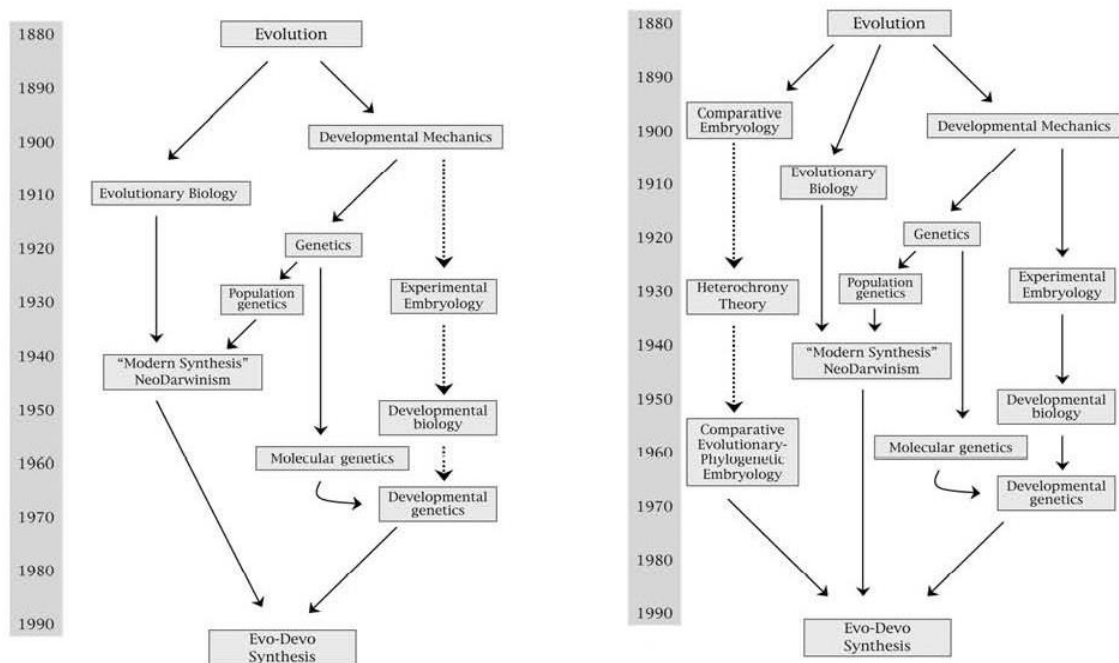 1880
1890
1900
1910
1920
1930
1940
1950
1960
1970
1980
1990
Evolution
Developmental Mechanics
Evolutionary Biology
Genetics
Population
genetics
Experimental
Embryology
“Modern Synthesis”
NeoDarwinism
Developmental
biology
Molecular genetics
Developmental
genetics
Evo-Devo
Synthesis
1880
1890
1900
1910
1920
1930
1940
1950
1960
1970
1980
1990
Evolution
Comparative
Embryology
Developmental Mechanics
Evolutionary
Biology
Genetics
Heterochrony
Theory
Population
genetics
Experimental
Embryology
“Modern Synthesis”
NeoDarwinism
Developmental
biology
Comparative
Evolutionary-
Phylogenetic
Embryology
Molecular genetics
Developmental
genetics
Evo-Devo
Synthesis